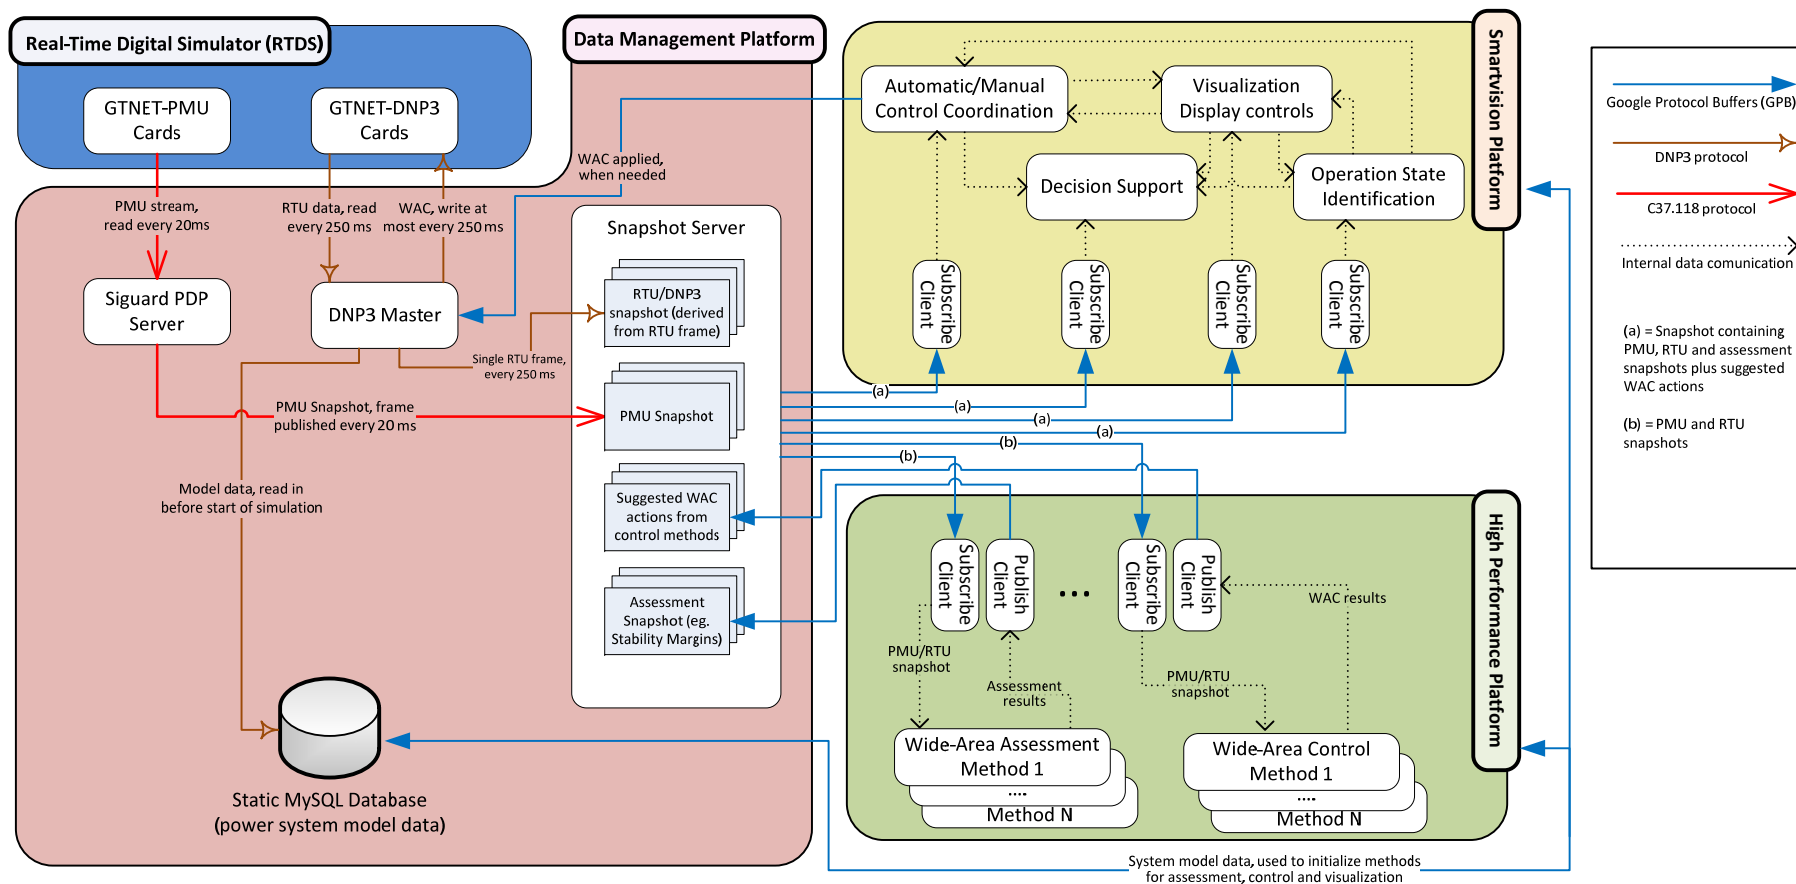 Real-Time Digital Simulator (RTDS)
GTNET-PMU
Cards
GTNET-DNP3
Cards
Data Management Platform
PMU stream,
read every 20ms
RTU data, read
every 250 ms
WAC, write at
most every 250 ms
WAC applied,
when needed
Siguard PDP
Server
DNP3 Master
Single RTU frame,
every 250 ms
PMU Snapshot, frame
published every 20 ms
Model data, read in
before start of simulation
Static MySQL Database
(power system model data)
Snapshot Server
RTU/DNP3
snapshot (derived
from RTU frame)
PMU Snapshot
Suggested WAC
actions from
control methods
Assessment
Snapshot (eg.
Stability Margins)
Smartvision Platform
Automatic/Manual
Control Coordination
Visualization
Display controls
Decision Support
Operation State
Identification
Subscribe
Client
Subscribe
Client
Subscribe
Client
Subscribe
Client
(a)
(a)
(a)
(a)
(b)
(b)
High Performance Platform
Subscribe
Client
Publish
Client
...
Subscribe
Client
Publish
Client
PMU/RTU
snapshot
Assessment
results
PMU/RTU
snapshot
WAC results
Wide-Area Assessment
Method 1
....
Method N
Wide-Area Control
Method 1
....
Method N
System model data, used to initialize methods
for assessment, control and visualization
Google Protocol Buffers (GPB)
DNP3 protocol
C37.118 protocol
Internal data comunication
(a) = Snapshot containing
PMU, RTU and assessment
snapshots plus suggested
WAC actions
(b) = PMU and RTU
snapshots